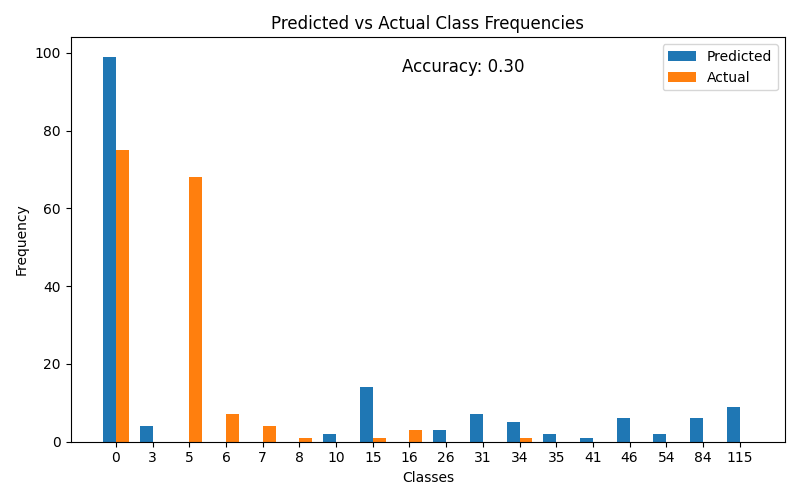 Predicted vs Actual Class Frequencies
100
80
60
40
20
0
Frequency
Accuracy: 0.30
Predicted
Actual
0 3 5 6 7 8 10 15 16 26 31 34 35 41 46 54 84 115
Classes